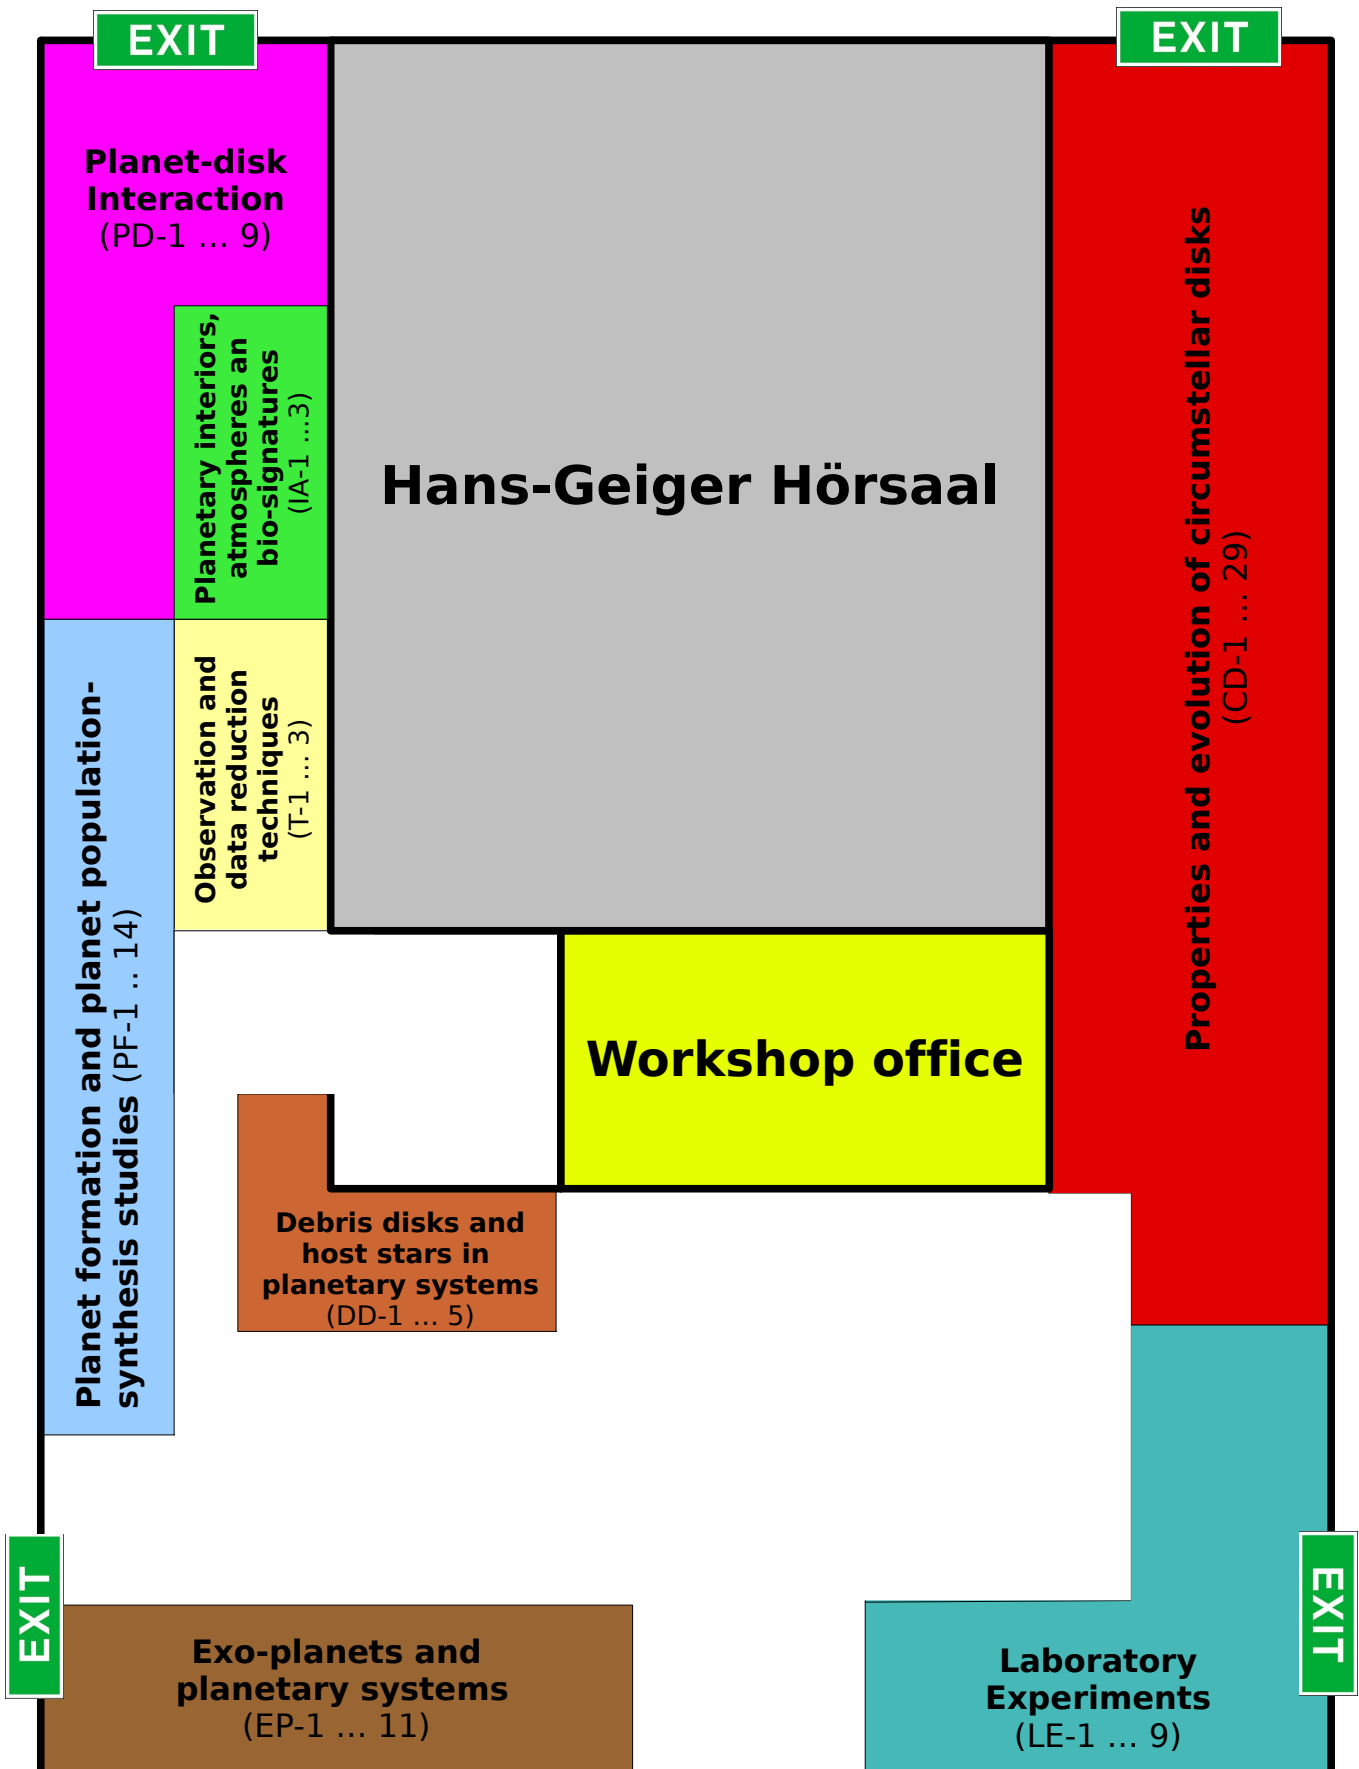 EXIT
EXIT
Planet-disk
Interaction
(PD-1 ... 9)
Planetary interiors,
atmospheres an
bio-signatures
(IA-1 ...3)
Hans-Geiger Hörsaal
Properties and evolution of circumstellar disks
(CD-1 ... 29)
Observation and
data reduction
techniques
(T-1 ... 3)
Planet formation and planet population-
synthesis studies (PF-1 .. 14)
Workshop office
Debris disks and
host stars in
planetary systems
(DD-1 ... 5)
EXIT
EXIT
Exo-planets and
planetary systems
(EP-1 ... 11)
Laboratory
Experiments
(LE-1 ... 9)